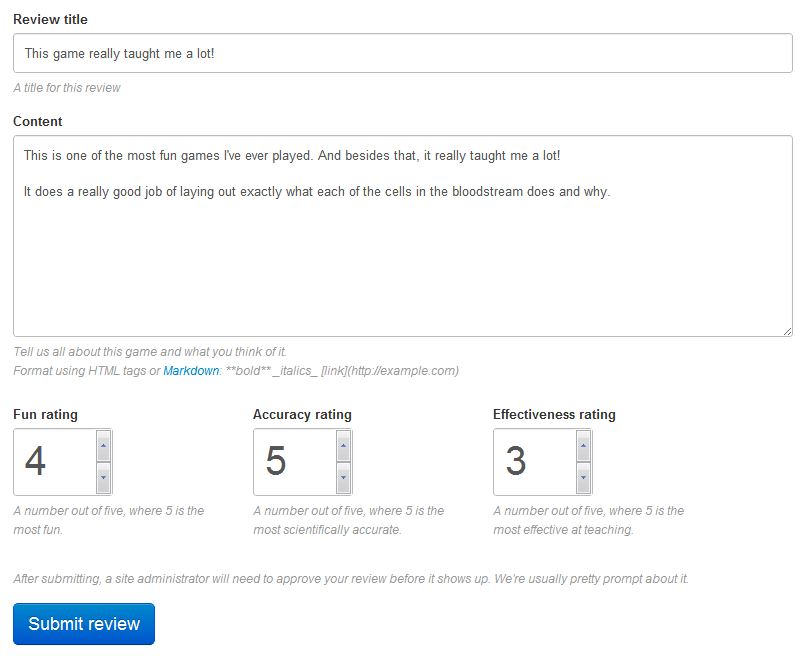 Review title
This game really taught me a lot!
A title for this review
Content
This is one of the most fun games I've ever played. And besides that, it really taught me a lot!
It does a really good job of laying out exactly what each of the cells in the bloodstream does and why.
Tell us all about this game and what you think of it.
Format using HTML tags or Markdown: **bold** _italics_ [link](http://example.com)
Fun rating Accuracy rating Effectiveness rating
4 5 3
A number out of five, where 5 is the most fun.
A number out of five, where 5 is the most scientifically accurate.
A number out of five, where 5 is the most effective at teaching.
After submitting, a site administrator will need to approve your review before it shows up. We're usually pretty prompt about it.
Submit review